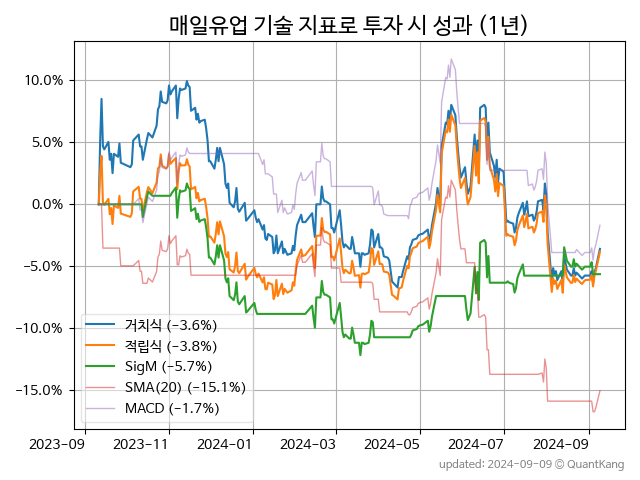 매일유업 기술 지표로 투자 시 성과 (1년)
10.0%
5.0%
0.0%
−5.0%
−10.0%
−15.0%
거치식 (−3.6%)
적립식 (−3.8%)
SigM (−5.7%)
SMA(20) (−15.1%)
MACD (−1.7%)
2023-09 2023-11 2024-01 2024-03 2024-05 2024-07 2024-09
updated: 2024-09-09 © QuantKang